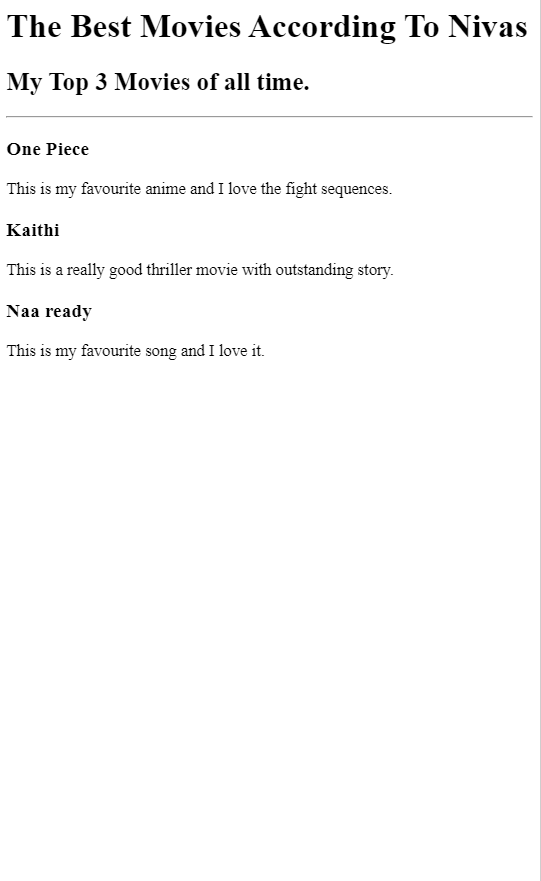 The Best Movies According To Nivas
My Top 3 Movies of all time.
One Piece
This is my favourite anime and I love the fight sequences.
Kaithi
This is a really good thriller movie with outstanding story.
Naa ready
This is my favourite song and I love it.